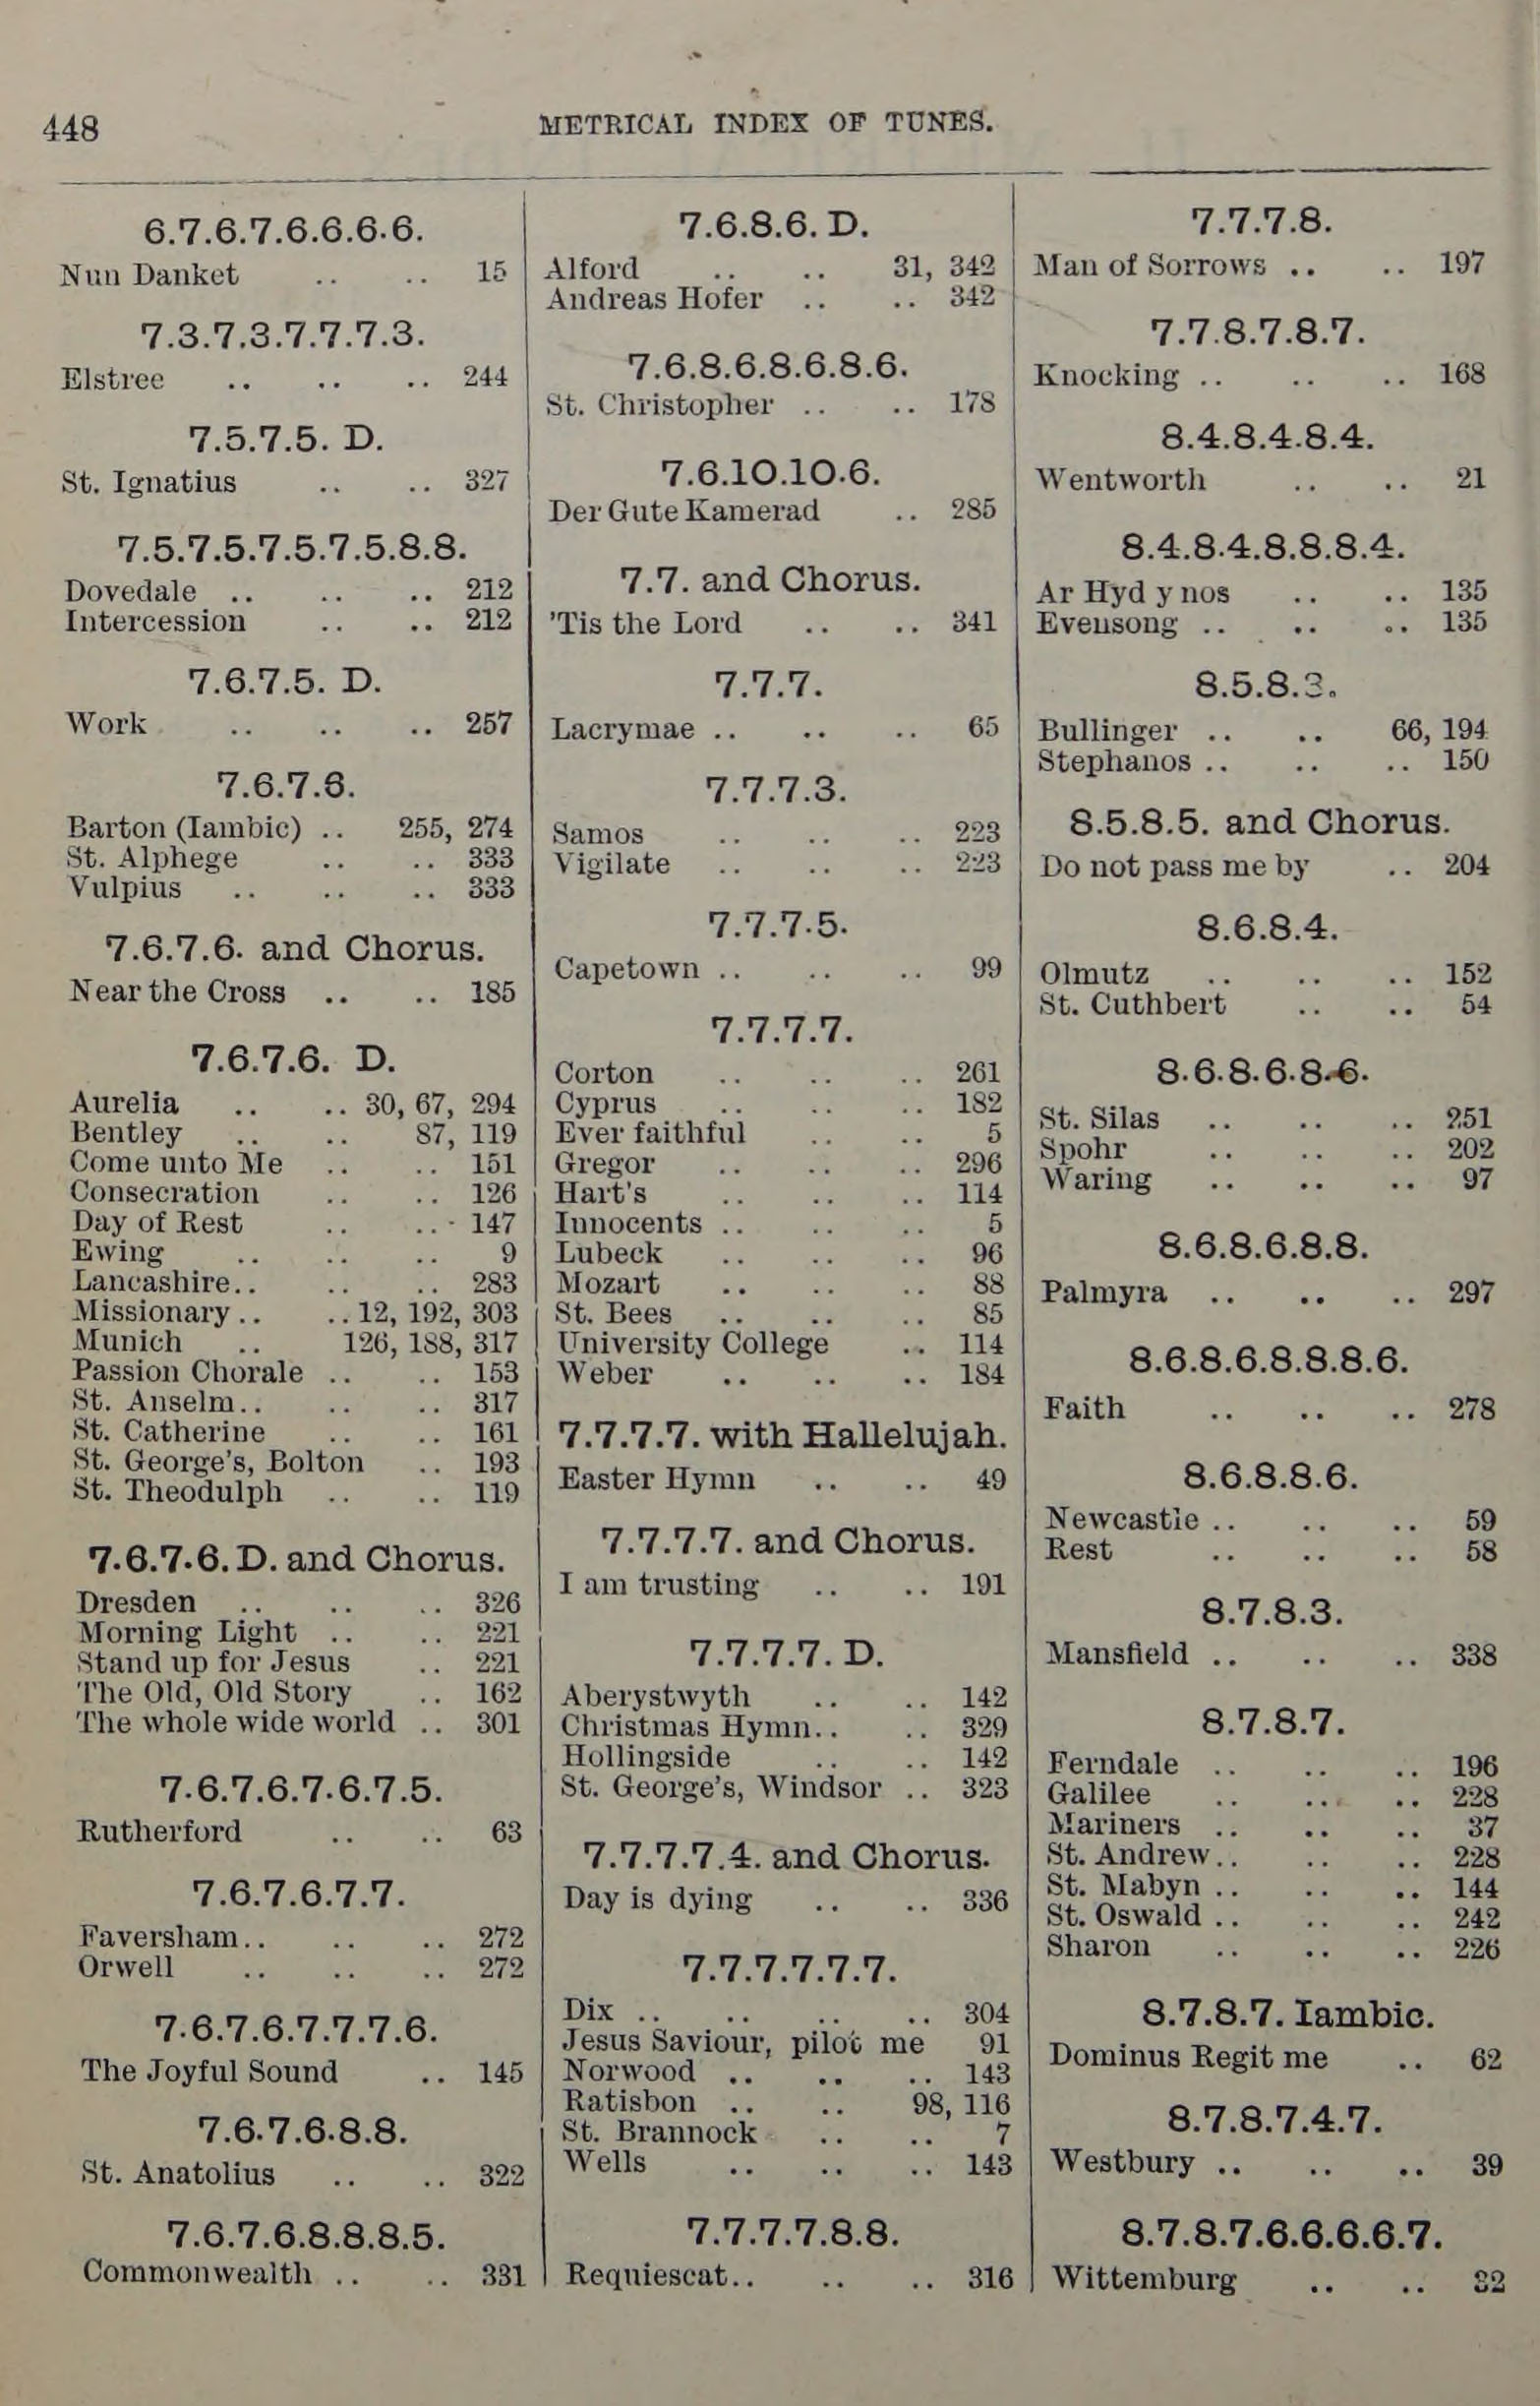 448
METRICAL INDEX OF TUNES.
6.7.6.7.6.6.6.6.
Nun Danket .. .. 15
7.3.7.3.7.7.7.3.
Elstree .. .. .. 244
7.5.7.5. D.
St. Ignatius .. .. 327
7.5.7.5.7.5.7.5.8.8.
Dovedale .. .. .. 212
Intercession .. .. 212
7.6.7.5. D.
Work .. .. .. 257
7.6.7.6.
Barton (Iambic) .. 255, 274
St. Alphege .. .. 333
Vulpius .. .. .. 333
7.6.7.6. and Chorus.
Near the Cross .. .. 185
7.6.7.6. D.
Aurelia .. .. 30, 67, 294
Bentley .. .. 87, 119
Come unto Me .. .. 151
Consecration .. .. 126
Day of Rest .. .. 147
Ewing .. .. .. 9
Lancashire.. .. .. 283
Missionary .. .. 12, 192, 303
Munich .. 126, 188, 317
Passion Chorale .. .. 153
St. Anselm.. .. .. 317
St. Catherine .. .. 161
St. George's, Bolton .. 193
St. Theodulph .. .. 119
7.6.7.6. D. and Chorus.
Dresden .. .. .. 326
Morning Light .. .. 221
Stand up for Jesus .. 221
The Old, Old Story .. 162
The whole wide world .. 301
7.6.7.6.7.6.7.5.
Rutherford .. .. 63
7.6.7.6.7.7.
Faversham.. .. .. 272
Orwell .. .. .. 272
7.6.7.6.7.7.7.6.
The Joyful Sound .. 145
7.6.7.6.8.8.
St. Anatolius .. .. 322
7.6.7.6.8.8.8.5.
Commonwealth .. .. 331
7.6.8.6. D.
Alford .. .. 31, 342
Andreas Hofer .. .. 342
7.6.8.6.8.6.8.6.
St. Christopher .. .. 178
7.6.10.10.6.
Der Gute Kamerad .. 285
7.7. and Chorus.
'Tis the Lord .. .. 341
7.7.7.
Lacrymae .. .. .. 65
7.7.7.3.
Samos .. .. .. 223
Vigilate .. .. .. 223
7.7.7.5.
Capetown .. .. .. 99
7.7.7.7.
Corton .. .. .. 261
Cyprus .. .. .. 182
Ever faithful .. .. 5
Gregor .. .. .. 296
Hart's .. .. .. 114
Innocents .. .. .. 5
Lubeck .. .. .. 96
Mozart .. .. .. 88
St. Bees .. .. .. 85
University College .. 114
Weber .. .. .. 184
7.7.7.7. with Hallelujah.
Easter Hymn .. .. 49
7.7.7.7. and Chorus.
I am trusting .. .. 191
7.7.7.7. D.
Aberystwyth .. .. 142
Christmas Hymn.. .. 329
Hollingside .. .. 142
St. George's, Windsor .. 323
7.7.7.7.4. and Chorus.
Day is dying .. .. 336
7.7.7.7.7.7.
Dix .. .. .. .. 304
Jesus Saviour, pilot me 91
Norwood .. .. .. 143
Ratisbon .. .. 98, 116
St. Brannock .. .. 7
Wells .. .. .. 143
7.7.7.7.8.8.
Requiescat.. .. .. 316
7.7.7.8.
Man of Sorrows .. .. 197
7.7.8.7.8.7.
Knocking .. .. .. 168
8.4.8.4.8.4.
Wentworth .. .. 21
8.4.8.4.8.8.8.4.
Ar Hyd y nos .. .. 135
Evensong .. .. .. 135
8.5.8.3.
Bullinger .. .. 66, 194
Stephanos .. .. .. 150
8.5.8.5. and Chorus.
Do not pass me by .. 204
8.6.8.4.
Olmutz .. .. .. 152
St. Cuthbert .. .. 54
8.6.8.6.8.6.
St. Silas .. .. .. 251
Spohr .. .. .. 202
Waring .. .. .. 97
8.6.8.6.8.8.
Palmyra .. .. .. 297
8.6.8.6.8.8.8.6.
Faith .. .. .. 278
8.6.8.8.6.
Newcastle .. .. .. 59
Rest .. .. .. 58
8.7.8.3.
Mansfield .. .. .. 338
8.7.8.7.
Ferndale .. .. .. 196
Galilee .. .. .. 228
Mariners .. .. .. 37
St. Andrew.. .. .. 228
St. Mabyn .. .. .. 144
St. Oswald .. .. .. 242
Sharon .. .. .. 226
8.7.8.7. Iambic.
Dominus Regit me .. 62
8.7.8.7.4.7.
Westbury .. .. .. 39
8.7.8.7.6.6.6.6.7.
Wittemburg .. ..